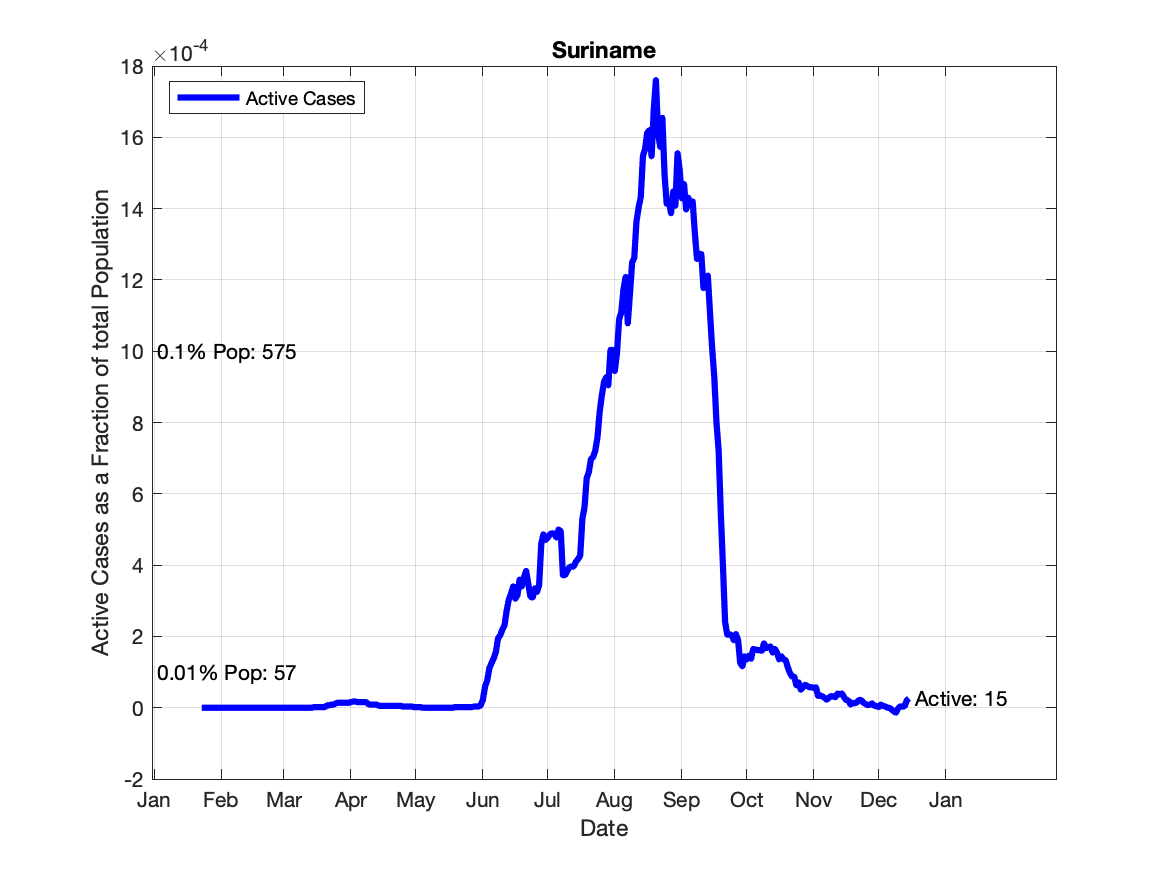 Suriname
×10-4
Active Cases
18
16
14
12
10
8
6
4
2
0
-2
Active Cases as a Fraction of total Population
0.1% Pop: 575
0.01% Pop: 57
Active: 15
Jan Feb Mar Apr May Jun Jul Aug Sep Oct Nov Dec Jan
Date